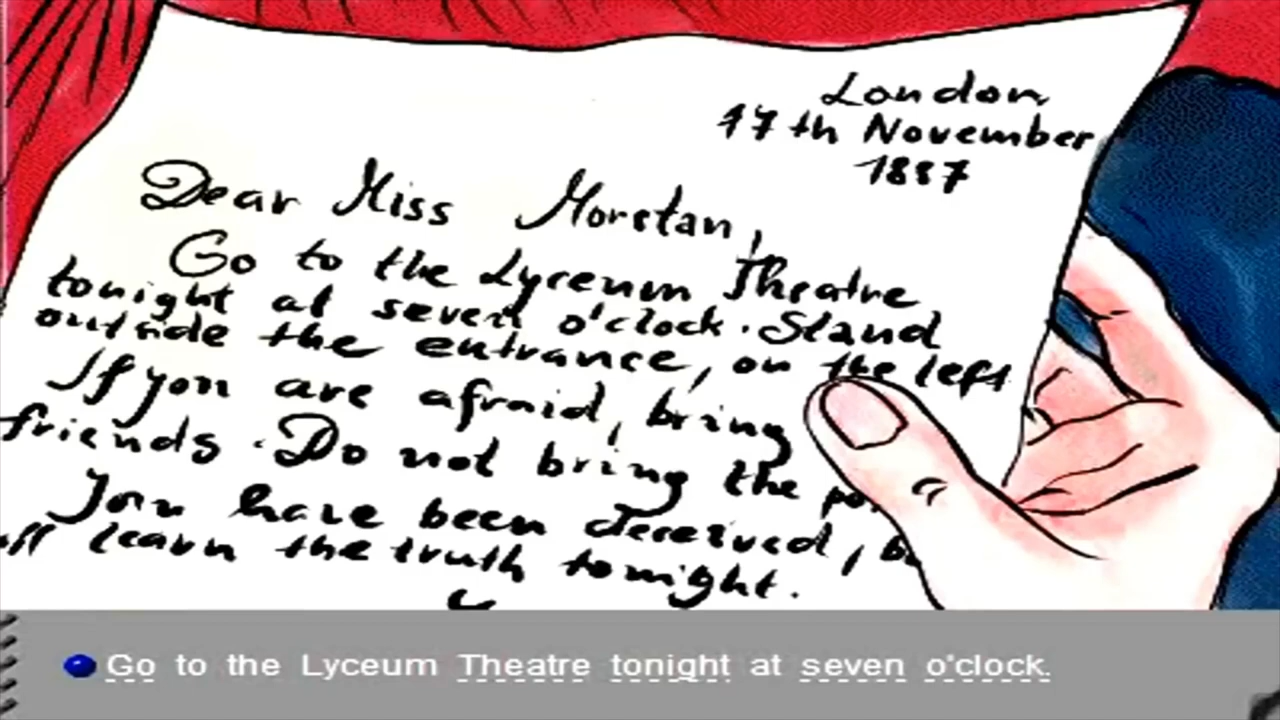 London
17th November
1887
Dear Miss Morstan,
Go to the Lyceum Theatre
tonight at seven o'clock. Stand
outside the entrance, on the left
If you are afraid, bring
friends. Do not bring the
You have been deceived,
learn the truth tonight.
Go to the Lyceum Theatre tonight at seven o'clock.